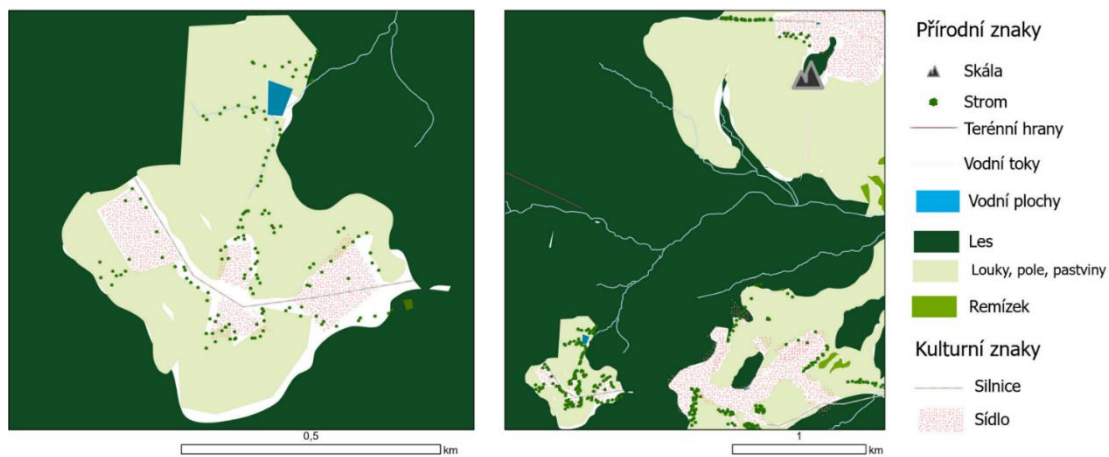 Přírodní znaky
Skála
Strom
Terénní hrany
Vodní toky
Vodní plochy
Les
Louky, pole, pastviny
Remízek
Kulturní znaky
Silnice
Sídlo
0,5
km
1
km